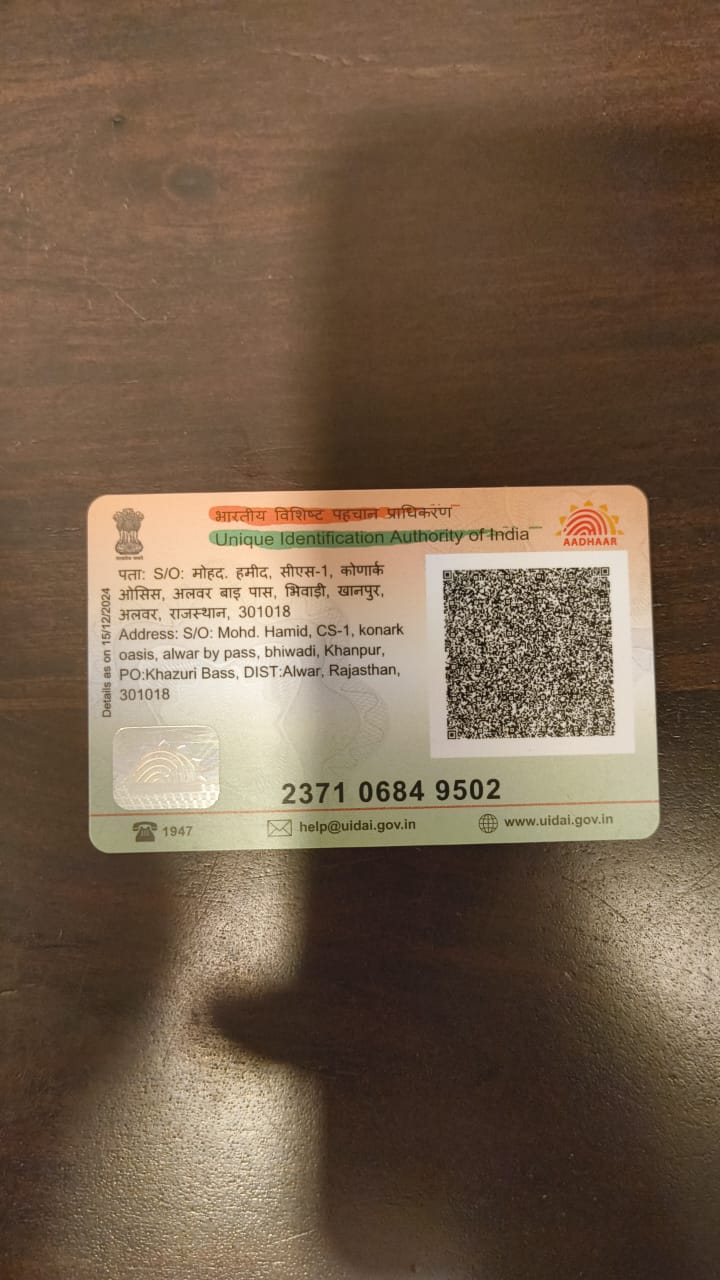 भारतीय विशिष्ट पहचान प्राधिकरण
Unique Identification Authority of India
AADHAAR
सत्यमेव जयते
Details as on 15/12/2024
पता: S/O: मोहद. हमीद, सीएस-1, कोणार्क
ओसिस, अलवर बाइ पास, भिवाड़ी, खानपुर,
अलवर, राजस्थान, 301018
Address: S/O: Mohd. Hamid, CS-1, konark
oasis, alwar by pass, bhiwadi, Khanpur,
PO:Khazuri Bass, DIST:Alwar, Rajasthan,
301018
2371 0684 9502
1947
help@uidai.gov.in
www.uidai.gov.in